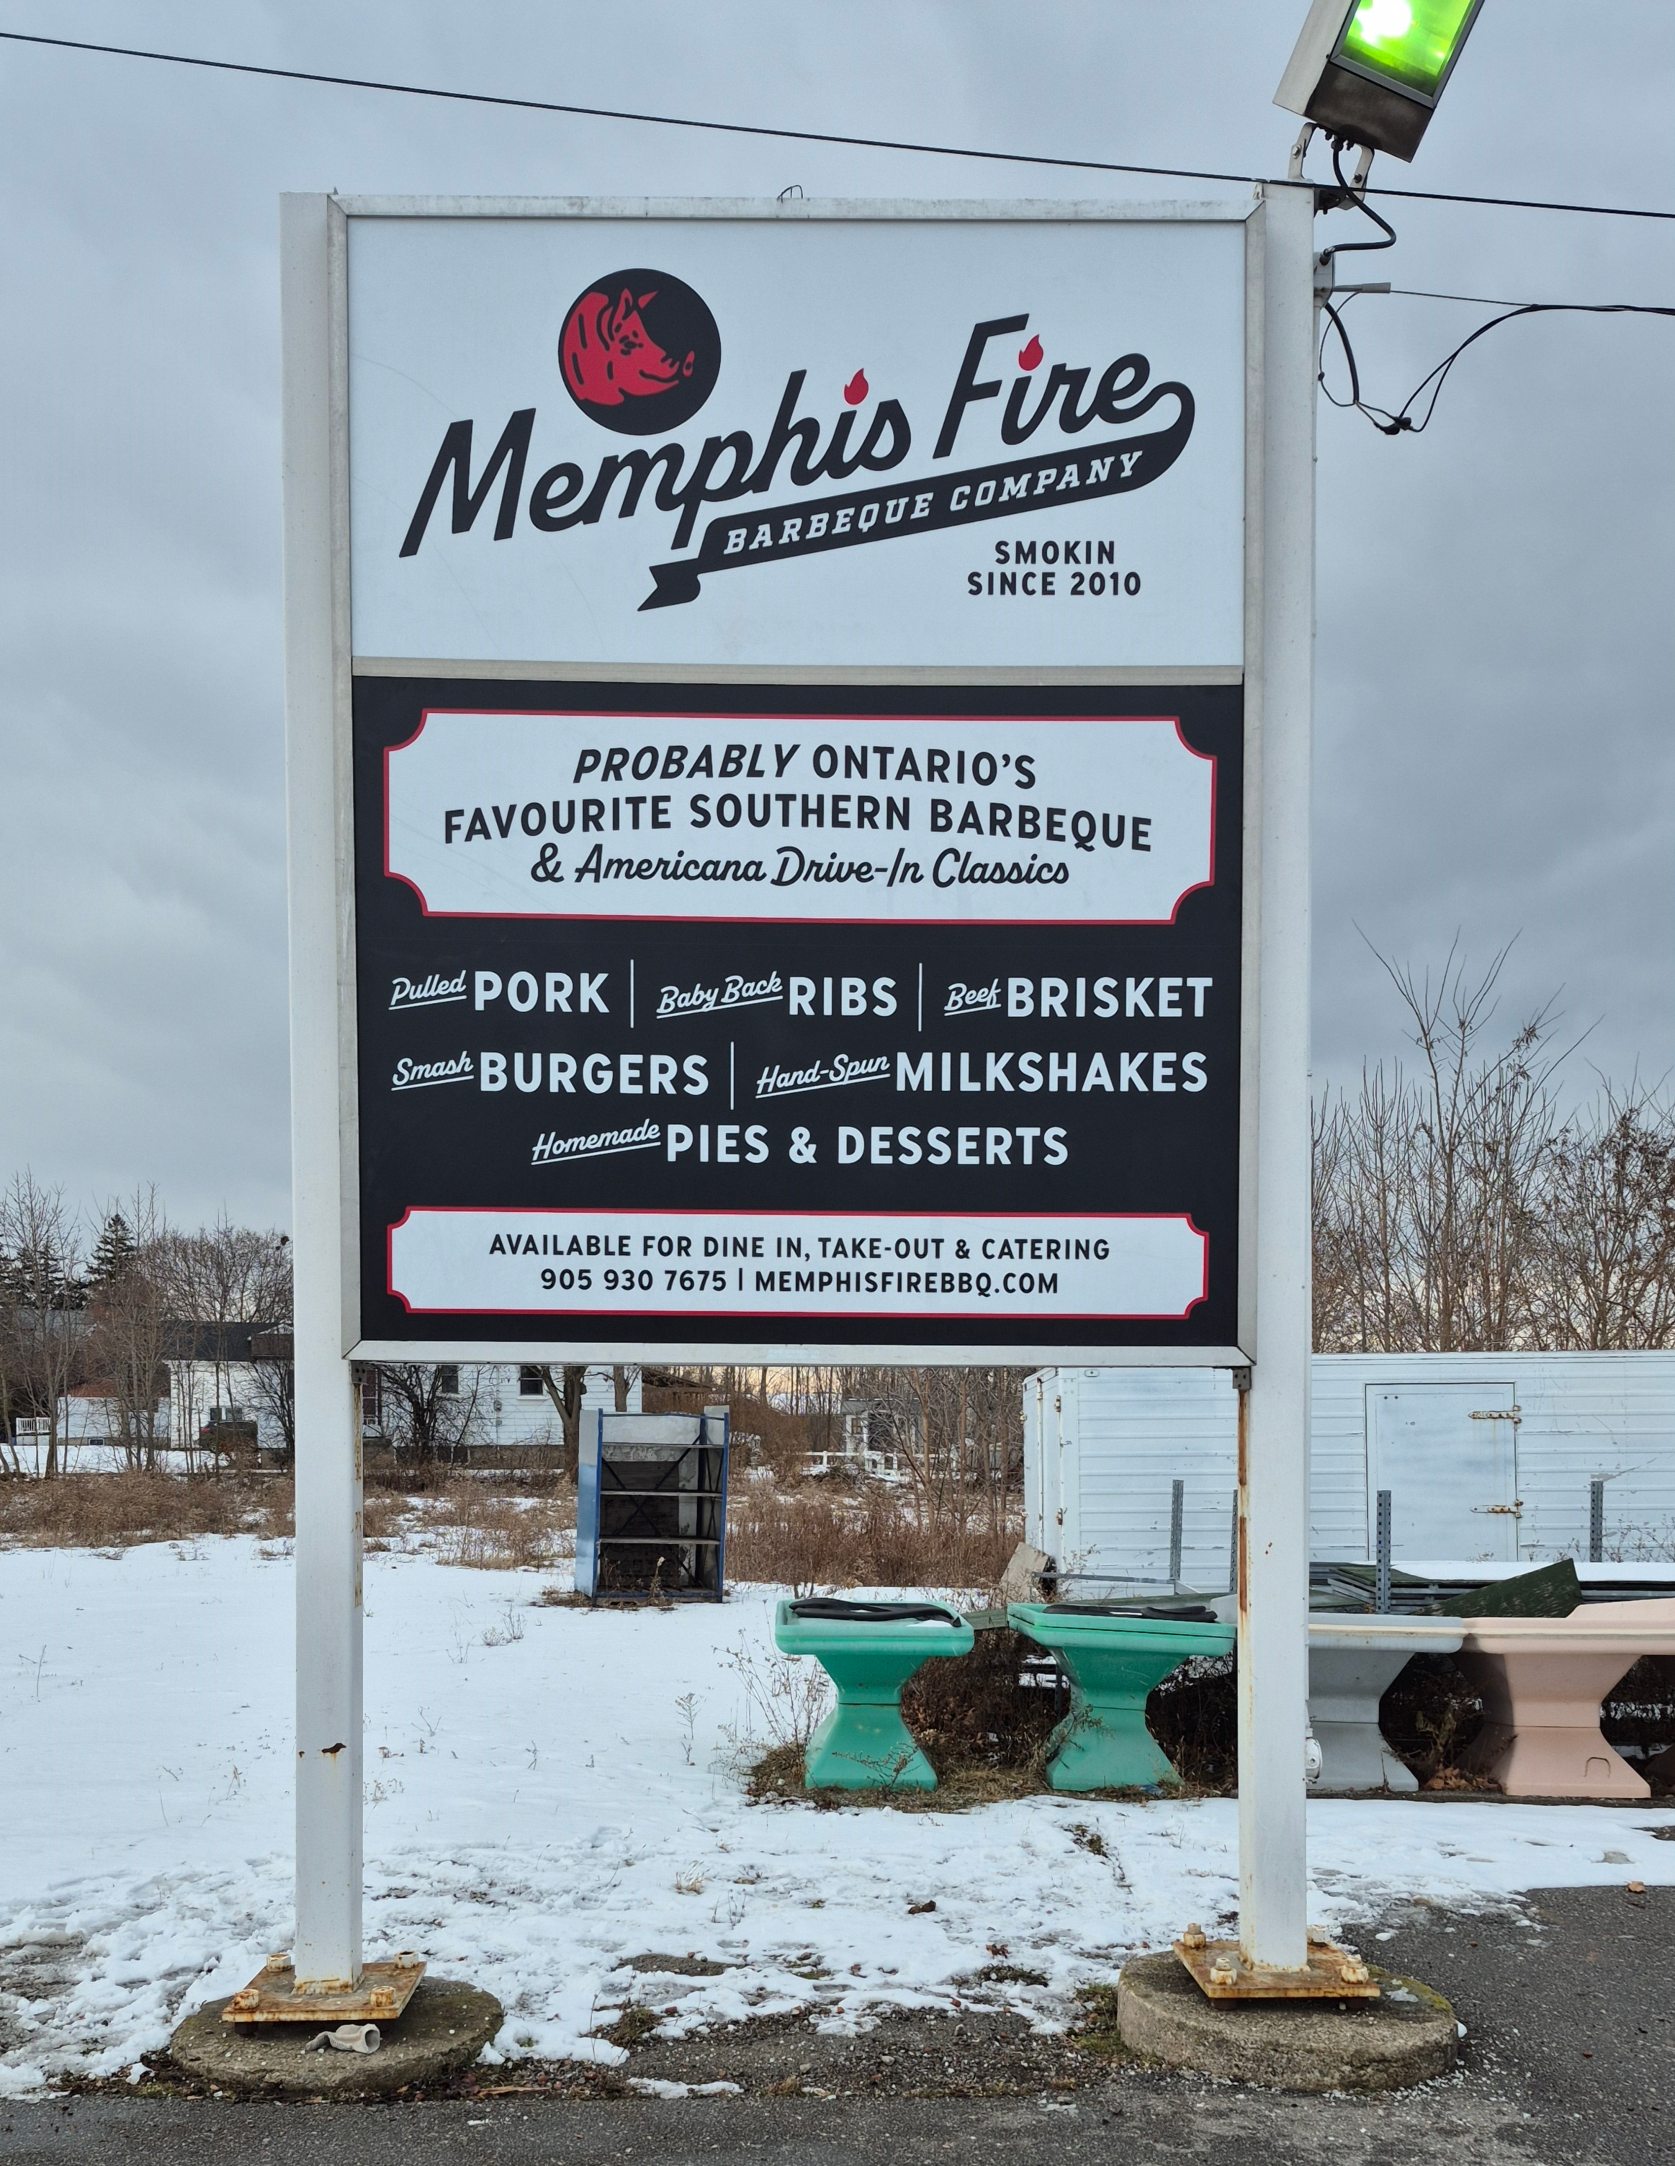 Memphis Fire
BARBEQUE COMPANY
SMOKIN
SINCE 2010
PROBABLY ONTARIO'S
FAVOURITE SOUTHERN BARBEQUE
& Americana Drive-In Classics
Pulled PORK | Baby Back RIBS | Beef BRISKET
Smash BURGERS | Hand-Spun MILKSHAKES
Homemade PIES & DESSERTS
AVAILABLE FOR DINE IN, TAKE-OUT & CATERING
905 930 7675 | MEMPHISFIREBBQ.COM